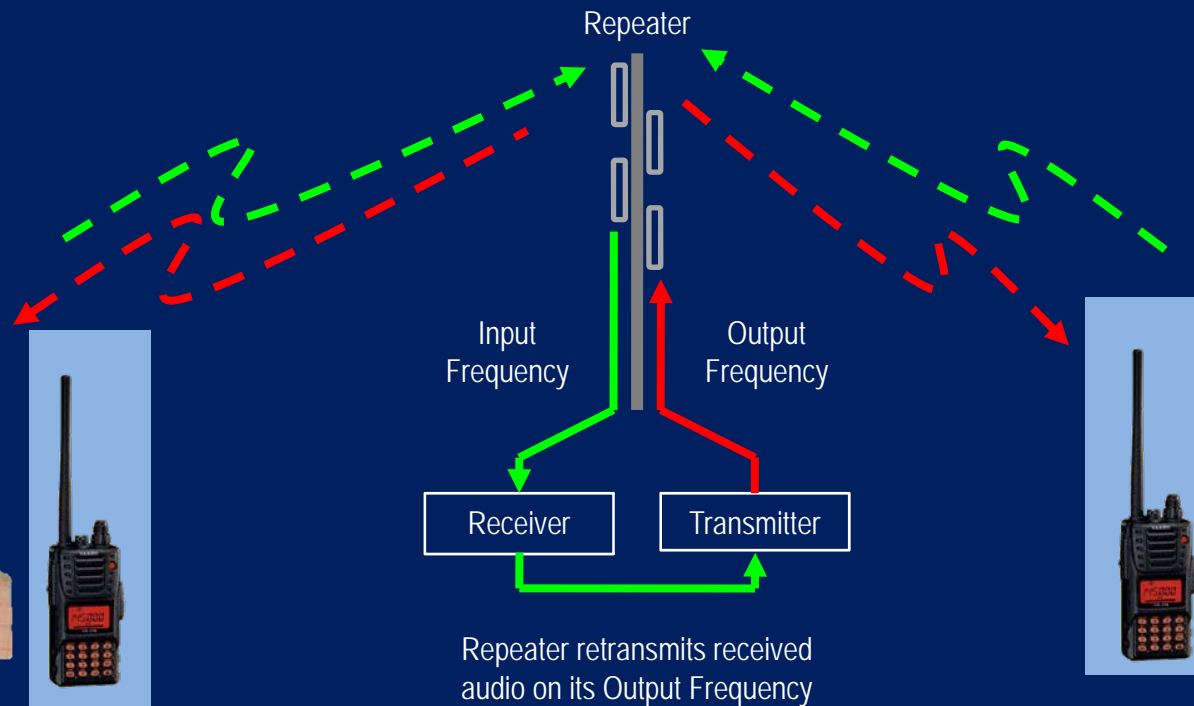 Repeater
Input
Frequency
Output
Frequency
Receiver
Transmitter
Repeater retransmits received
audio on its Output Frequency